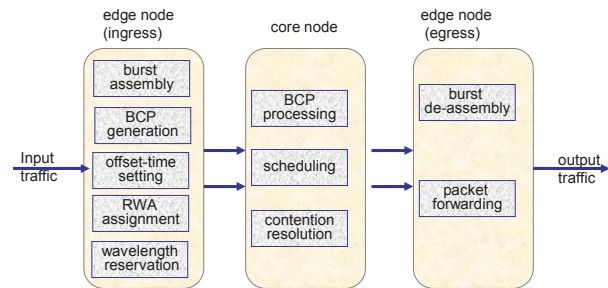 edge node
(ingress)
core node
edge node
(egress)
burst
assembly
BCP
generation
offset-time
setting
RWA
assignment
wavelength
reservation
BCP
processing
scheduling
contention
resolution
burst
de-assembly
packet
forwarding
Input
traffic
output
traffic